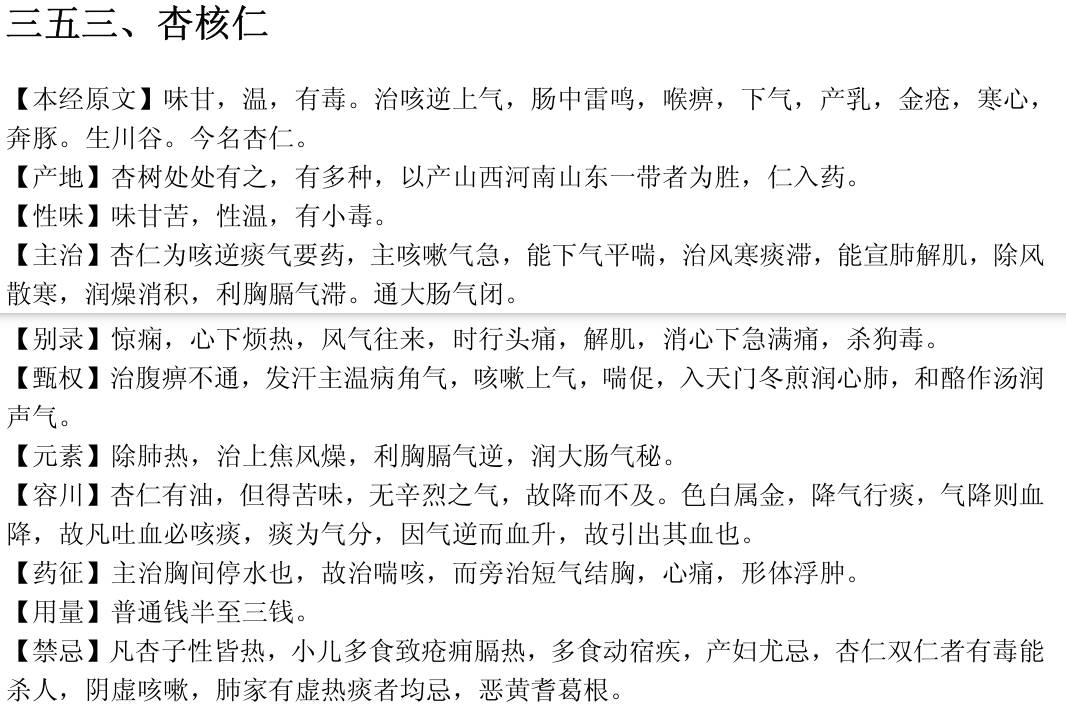 三五三、杏核仁
【本经原文】味甘，温，有毒。治咳逆上气，肠中雷鸣，喉痹，下气，产乳，金疮，寒心，
奔豚。生川谷。今名杏仁。
【产地】杏树处处有之，有多种，以产山西河南山东一带者为胜，仁入药。
【性味】味甘苦，性温，有小毒。
【主治】杏仁为咳逆痰气要药，主咳嗽气急，能下气平喘，治风寒痰滞，能宣肺解肌，除风
散寒，润燥消积，利胸膈气滞。通大肠气闭。
【别录】惊痫，心下烦热，风气往来，时行头痛，解肌，消心下急满痛，杀狗毒。
【甄权】治腹痹不通，发汗主温病角气，咳嗽上气，喘促，入天门冬煎润心肺，和酪作汤润
声气。
【元素】除肺热，治上焦风燥，利胸膈气逆，润大肠气秘。
【容川】杏仁有油，但得苦味，无辛烈之气，故降而不及。色白属金，降气行痰，气降则血
降，故凡吐血必咳痰，痰为气分，因气逆而血升，故引出其血也。
【药征】主治胸间停水也，故治喘咳，而旁治短气结胸，心痛，形体浮肿。
【用量】普通钱半至三钱。
【禁忌】凡杏子性皆热，小儿多食致疮痈膈热，多食动宿疾，产妇尤忌，杏仁双仁者有毒能
杀人，阴虚咳嗽，肺家有虚热痰者均忌，恶黄耆葛根。